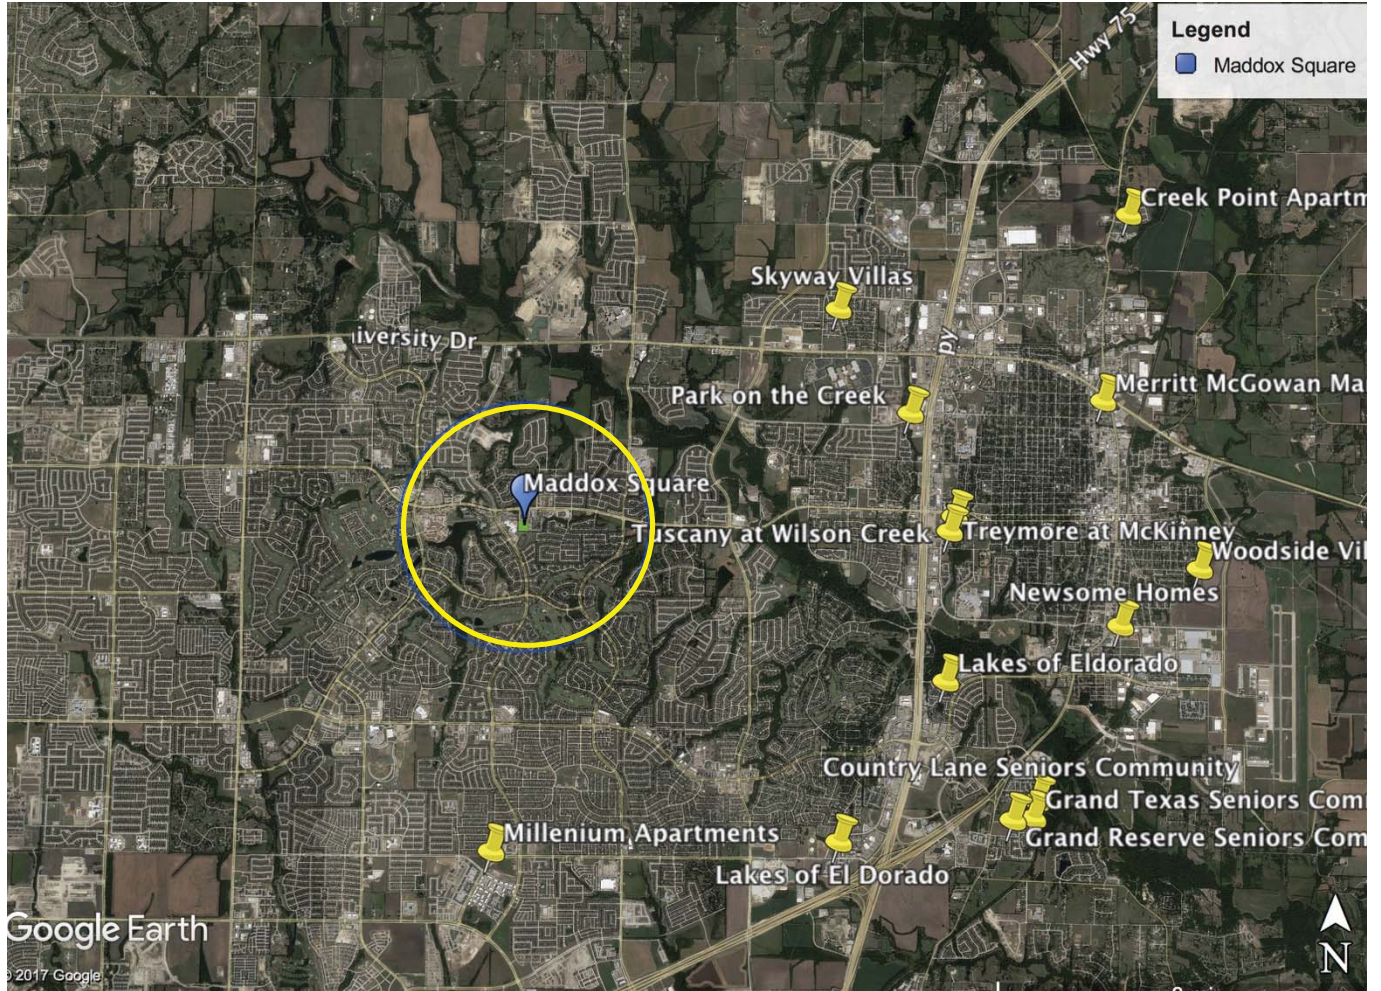 Legend
Maddox Square
Hwy 75
Creek Point Apartm
Skyway Villas
iversity Dr
py
Merritt McGowan Ma
Park on the Creek
Maddox Square
Tuscany at Wilson Creek
Treymore at McKinney
Woodside Vil
Newsome Homes
Lakes of Eldorado
Country Lane Seniors Community
Grand Texas Seniors Com
Grand Reserve Seniors Com
Millenium Apartments
Lakes of El Dorado
Google Earth
© 2017 Google
N